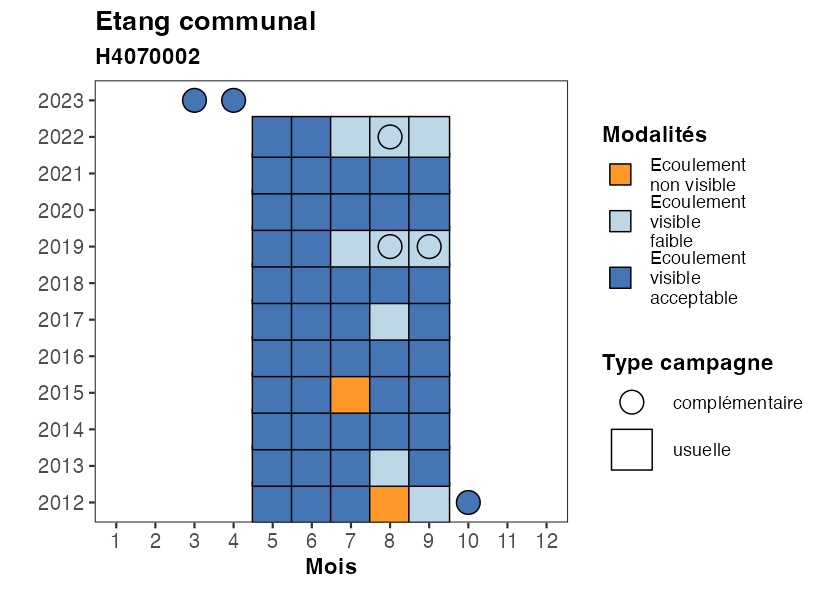 Etang communal
H4070002
2023
2022
2021
2020
2019
2018
2017
2016
2015
2014
2013
2012
1 2 3 4 5 6 7 8 9 10 11 12
Mois
Modalités
Ecoulement
non visible
Ecoulement
visible
faible
Ecoulement
visible
acceptable
Type campagne
complémentaire
usuelle